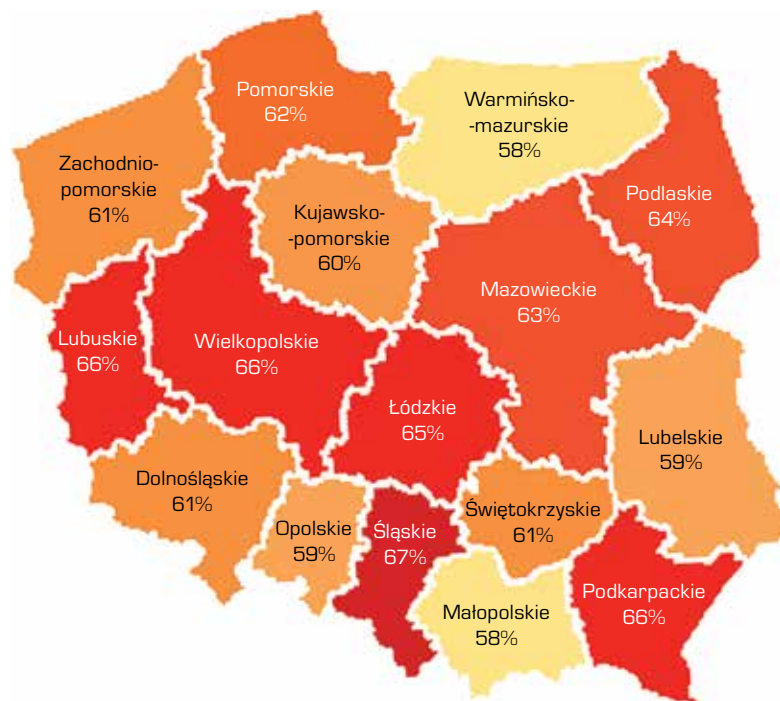 Pomorskie
62%
Warmińsko-
-mazurskie
58%
Zachodnio-
pomorskie
61%
Podlaskie
64%
Kujawsko-
-pomorskie
60%
Mazowieckie
63%
Lubuskie
66%
Wielkopolskie
66%
Łódzkie
65%
Lubelskie
59%
Dolnośląskie
61%
Opolskie
59%
Śląskie
67%
Świętokrzyskie
61%
Małopolskie
58%
Podkarpackie
66%